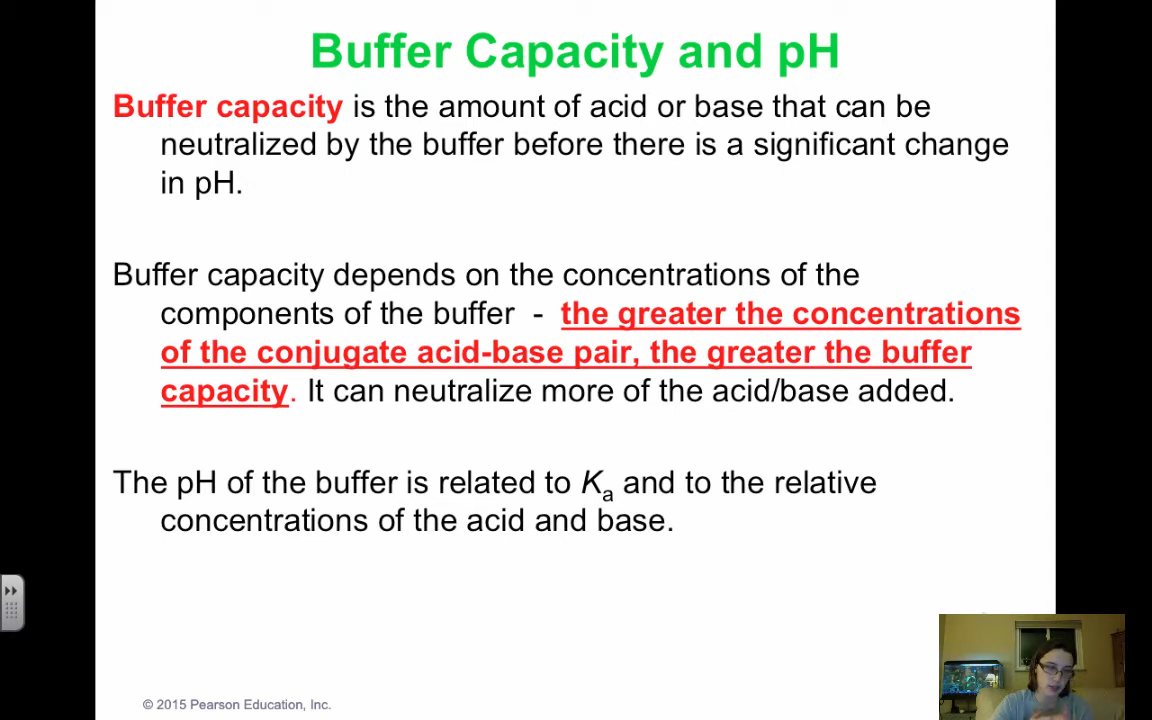 Buffer Capacity and pH
Buffer capacity is the amount of acid or base that can be
neutralized by the buffer before there is a significant change
in pH.
Buffer capacity depends on the concentrations of the
components of the buffer - the greater the concentrations
of the conjugate acid-base pair, the greater the buffer
capacity. It can neutralize more of the acid/base added.
The pH of the buffer is related to Ka and to the relative
concentrations of the acid and base.
© 2015 Pearson Education, Inc.